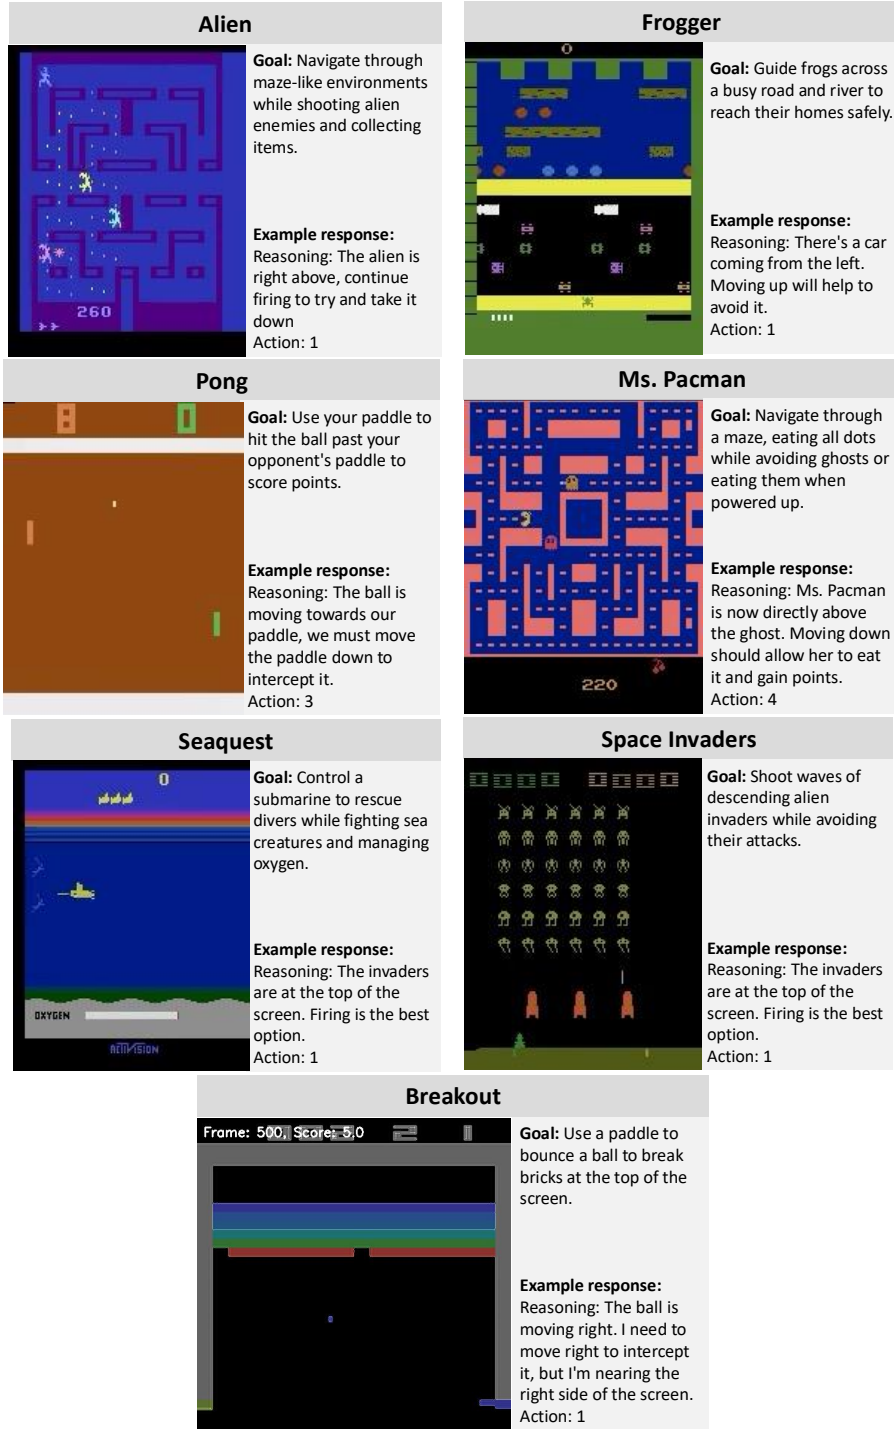 Alien
Goal: Navigate through
maze-like environments
while shooting alien
enemies and collecting
items.
Example response:
Reasoning: The alien is
right above, continue
firing to try and take it
down
Action: 1
260
Frogger
0
Goal: Guide frogs across
a busy road and river to
reach their homes safely.
Example response:
Reasoning: There's a car
coming from the left.
Moving up will help to
avoid it.
Action: 1
Pong
8 0
Goal: Use your paddle to
hit the ball past your
opponent's paddle to
score points.
Example response:
Reasoning: The ball is
moving towards our
paddle, we must move
the paddle down to
intercept it.
Action: 3
Ms. Pacman
Goal: Navigate through
a maze, eating all dots
while avoiding ghosts or
eating them when
powered up.
Example response:
Reasoning: Ms. Pacman
is now directly above
the ghost. Moving down
should allow her to eat
it and gain points.
Action: 4
220
Seaquest
0
Goal: Control a
submarine to rescue
divers while fighting sea
creatures and managing
oxygen.
Example response:
Reasoning: The invaders
are at the top of the
screen. Firing is the best
option.
Action: 1
OXYGEN
ACTIVISION
Space Invaders
Goal: Shoot waves of
descending alien
invaders while avoiding
their attacks.
Example response:
Reasoning: The invaders
are at the top of the
screen. Firing is the best
option.
Action: 1
Breakout
Frame: 500, Score: 5.0
2 1
Goal: Use a paddle to
bounce a ball to break
bricks at the top of the
screen.
Example response:
Reasoning: The ball is
moving right. I need to
move right to intercept
it, but I'm nearing the
right side of the screen.
Action: 1